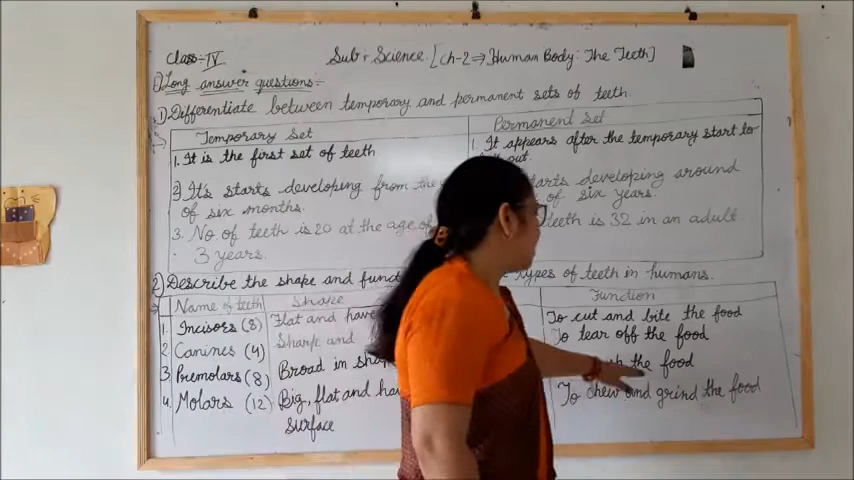 Class:- IV
Sub: Science. [Ch-2 ⇒ Human Body: The Teeth]
Long answer questions:-
1) Differentiate between temporary and permanent sets of teeth.
Temporary Set
Permanent Set
1. It is the first set of teeth
1. It appears after the temporary start to
out.
2. It's starts developing from the
of six months.
starts developing around
of six years.
3. No of teeth is 20 at the age of
3 years.
teeth is 32 in an adult
2) Describe the shape and
types of teeth in humans.
Name of teeth
Shape
Function
1. Incisors (8)
Flat and have
To cut and bite the food
2. Canines (4)
Sharp and
To tear off the food
3. Premolars (8)
Broad in
the food
4. Molars (12)
Big, flat and
surface
To chew and grind the food